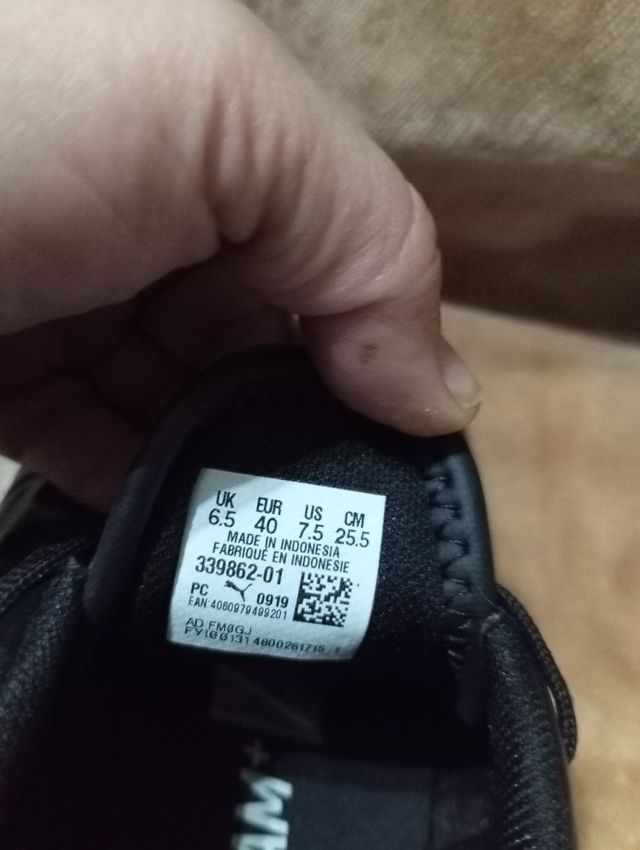 UK EUR US CM
6.5 40 7.5 25.5
MADE IN INDONESIA
FABRIQUÉ EN INDONESIE
339862-01
PC 0919
EAN:4060979499201
AD,FM0GJ
AM+